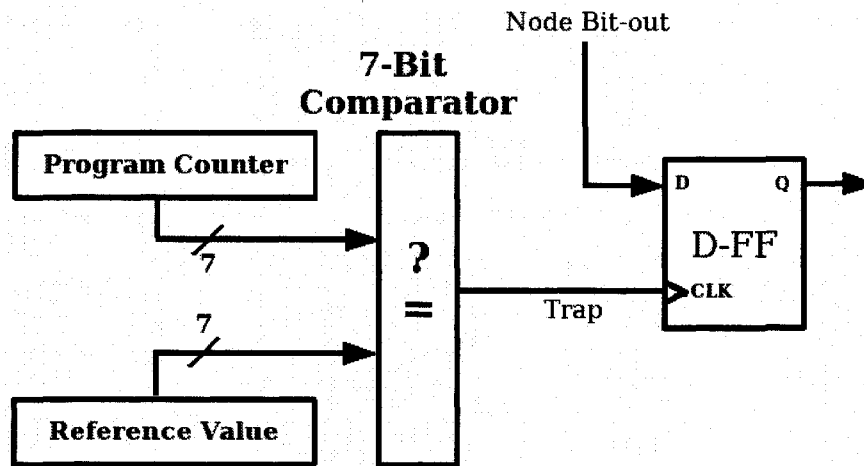 Node Bit-out
7-Bit
Comparator
Program Counter
7
?
=
7
Reference Value
Trap
D Q
D-FF
CLK